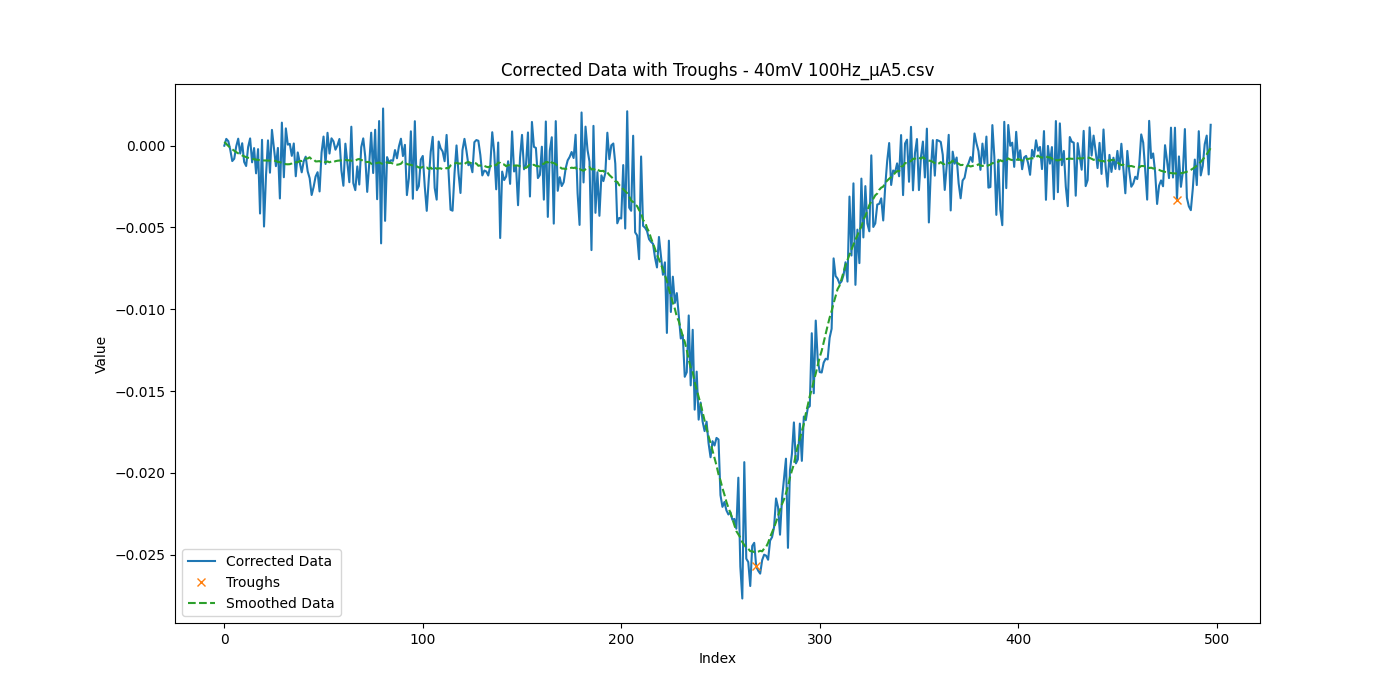 Corrected Data with Troughs - 40mV 100Hz_μA5.csv
0.000
−0.005
−0.010
−0.015
−0.020
−0.025
Value
Corrected Data
Troughs
Smoothed Data
0 100 200 300 400 500
Index